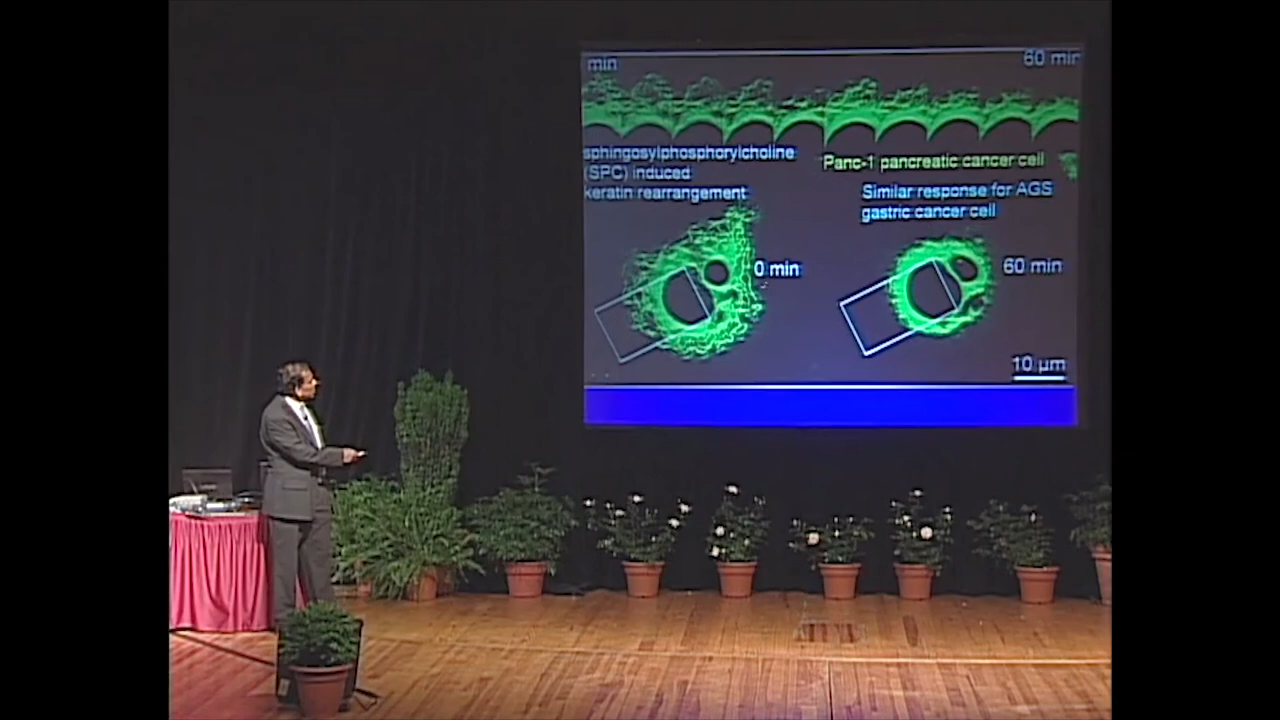 min
60 min
sphingosylphosphorylcholine
(SPC) induced
keratin rearrangement
Panc-1 pancreatic cancer cell
Similar response for AGS
gastric cancer cell
0 min
60 min
10 µm